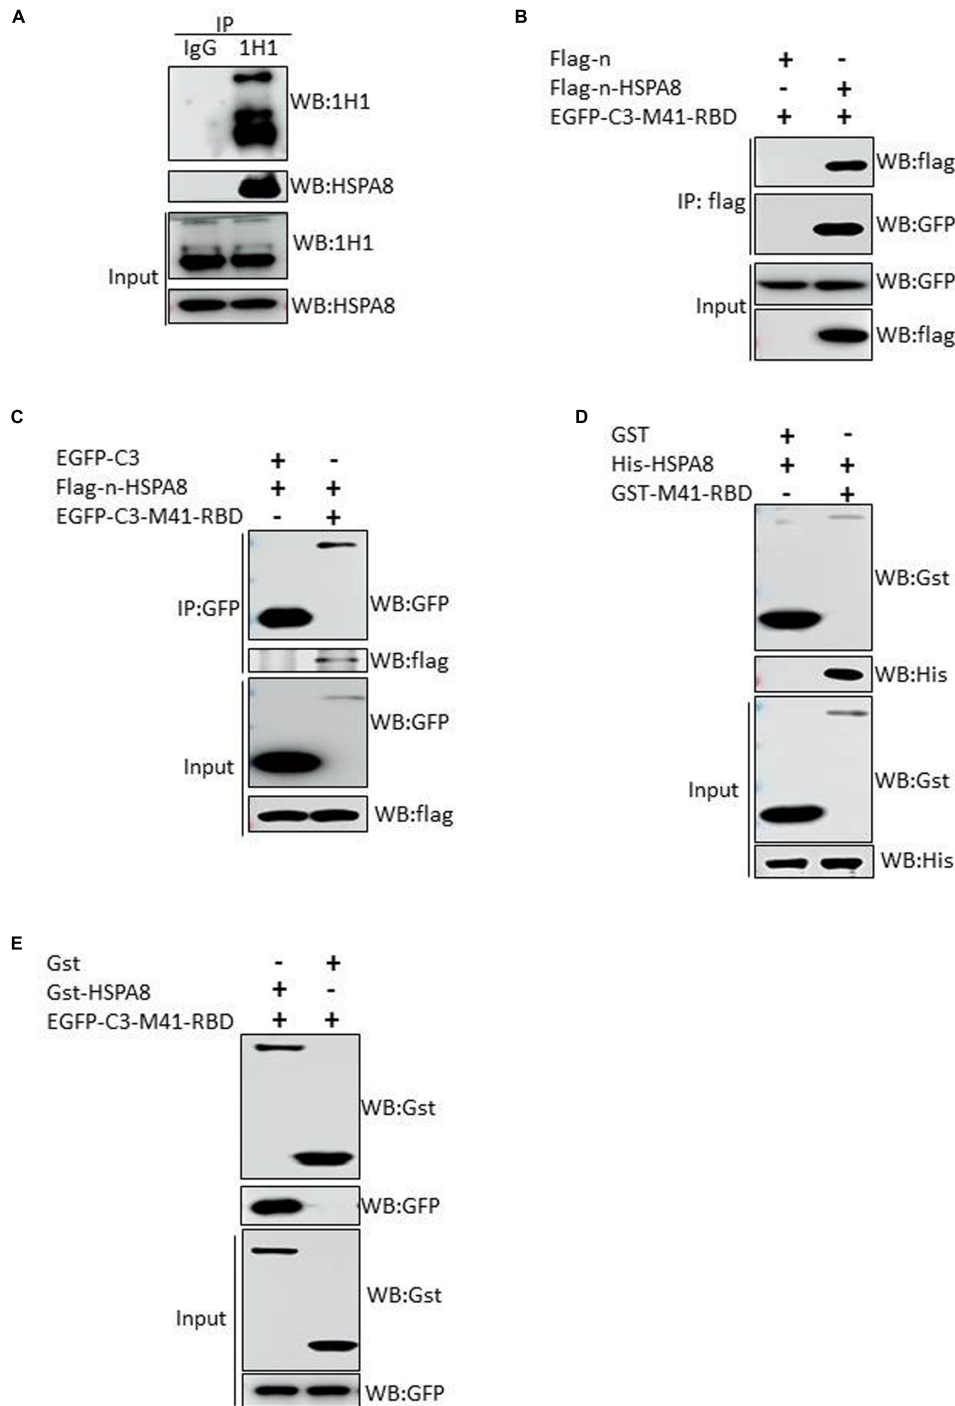 A
IP
IgG 1H1
WB:1H1
WB:HSPA8
WB:1H1
Input
WB:HSPA8
B
Flag-n + -
Flag-n-HSPA8 - +
EGFP-C3-M41-RBD + +
WB:flag
IP: flag
WB:GFP
WB:GFP
Input
WB:flag
C
EGFP-C3 + -
Flag-n-HSPA8 + +
EGFP-C3-M41-RBD - +
IP:GFP
WB:GFP
WB:flag
WB:GFP
Input
WB:flag
D
GST + -
His-HSPA8 + +
GST-M41-RBD - +
WB:Gst
WB:His
WB:Gst
Input
WB:His
E
Gst - +
Gst-HSPA8 + -
EGFP-C3-M41-RBD + +
WB:Gst
WB:GFP
WB:Gst
Input
WB:GFP